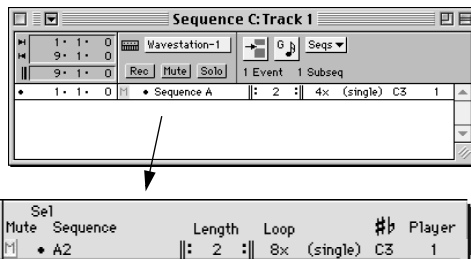 Sequence C:Track 1
1· 1· 1· 0 Wavestation-1 G Seqs
9· 1· 0
9· 1· 0 Rec Mute Solo 1 Event 1 Subseq
• 1· 1· 0 M • Sequence A 2 4x (single) C3 1
Sel
Mute Sequence Length Loop #♭ Player
M • A2 2 8x (single) C3 1